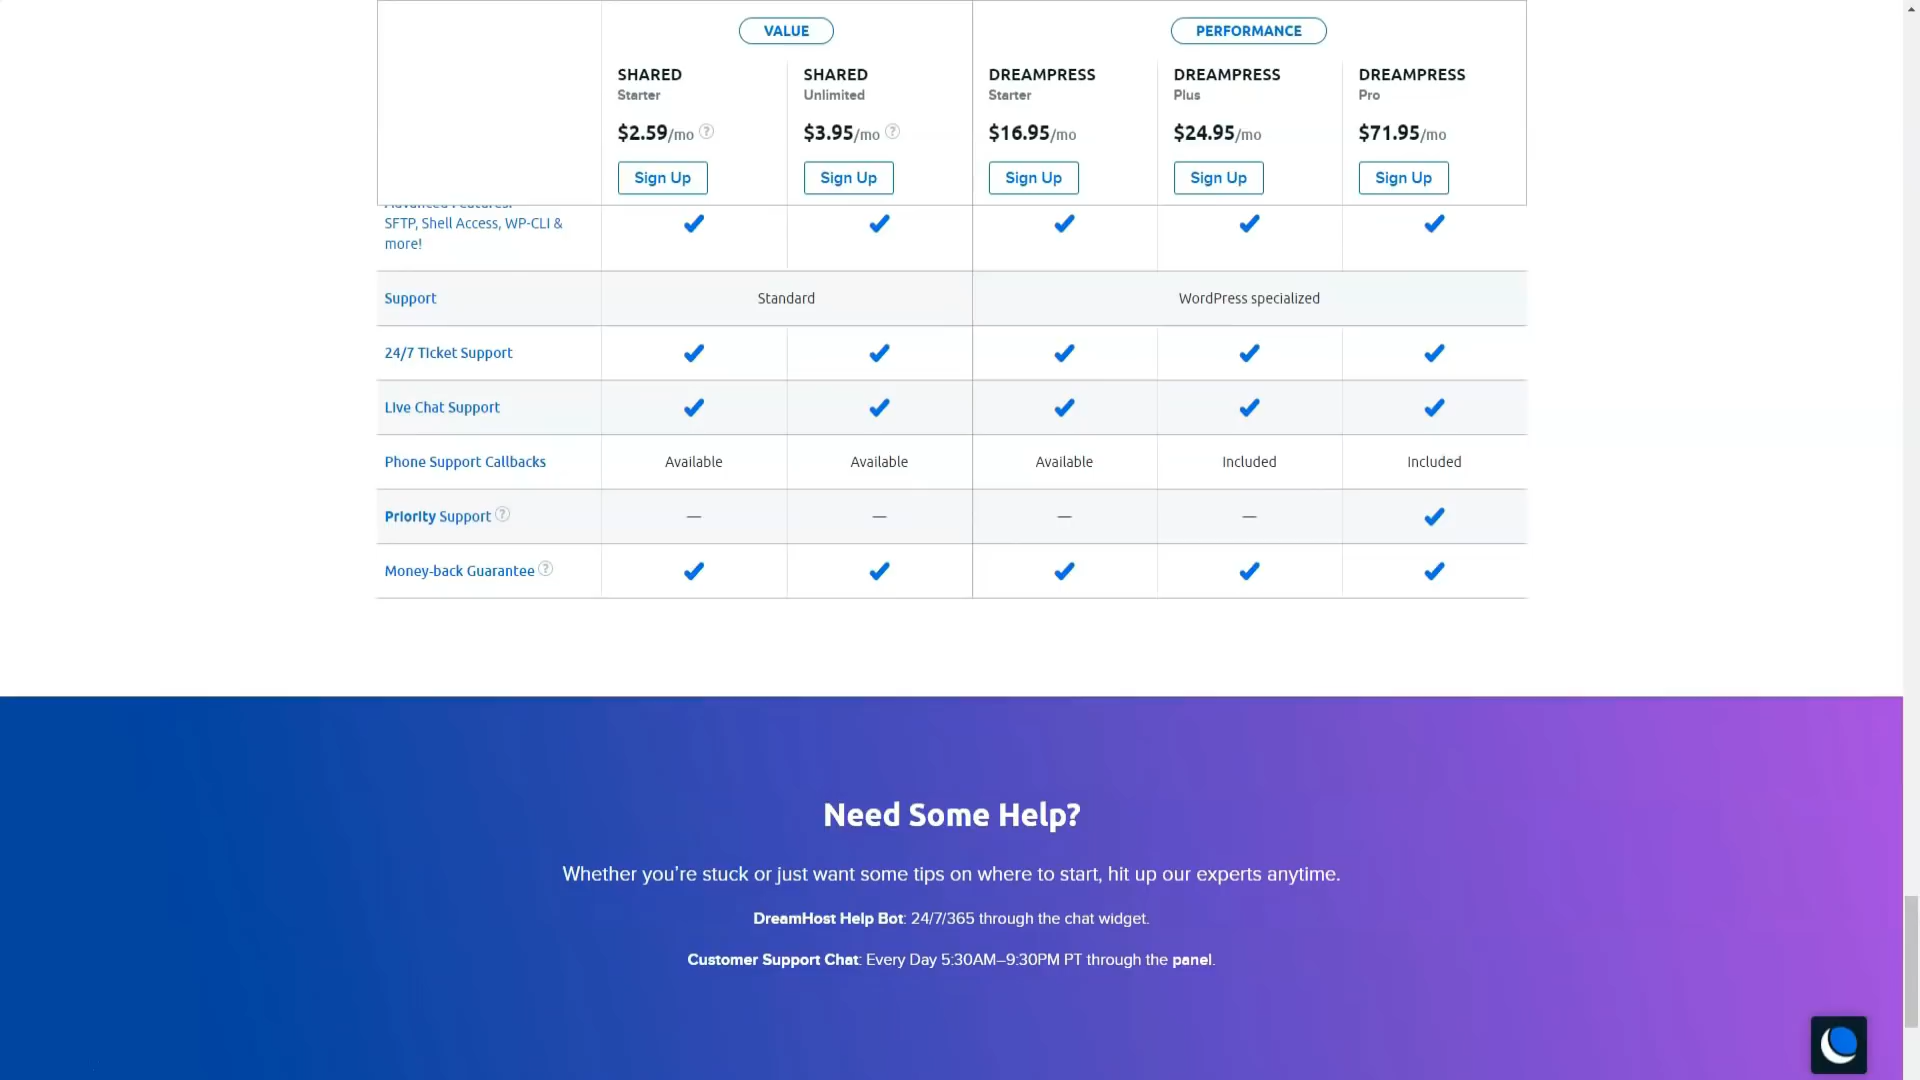 VALUE PERFORMANCE
SHARED SHARED DREAMPRESS DREAMPRESS DREAMPRESS
Starter Unlimited Starter Plus Pro
$2.59/mo ? $3.95/mo ? $16.95/mo $24.95/mo $71.95/mo
Sign Up Sign Up Sign Up Sign Up Sign Up
Advanced Features:
SFTP, Shell Access, WP-CLI &
more!
Support Standard WordPress specialized
24/7 Ticket Support
Live Chat Support
Phone Support Callbacks Available Available Available Included Included
Priority Support ? — — — —
Money-back Guarantee ?
Need Some Help?
Whether you’re stuck or just want some tips on where to start, hit up our experts anytime.
DreamHost Help Bot: 24/7/365 through the chat widget.
Customer Support Chat: Every Day 5:30AM–9:30PM PT through the panel.